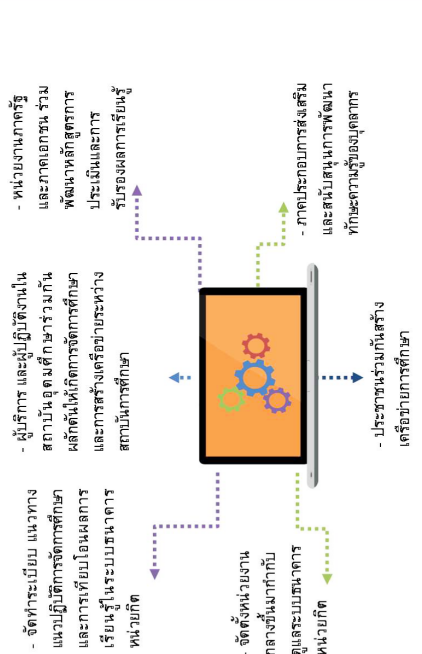 - จัดทำระเบียบ แนวทาง
แนวปฏิบัติการจัดการศึกษา
และการเทียบโอนผลการ
เรียนรู้ในระบบธนาคาร
หน่วยกิต
- ผู้บริการ และผู้ปฏิบัติงานใน
สถาบันอุดมศึกษาร่วมกัน
ผลักดันให้เกิดการจัดการศึกษา
และการสร้างเครือข่ายระหว่าง
สถาบันการศึกษา
- หน่วยงานภาครัฐ
และภาคเอกชน ร่วม
พัฒนาหลักสูตรการ
ประเมินและการ
รับรองผลการเรียนรู้
- จัดตั้งหน่วยงาน
กลางขึ้นมากำกับ
ดูแลระบบธนาคาร
หน่วยกิต
- ประชาชนร่วมกันสร้าง
เครือข่ายการศึกษา
- ภาคประกอบการส่งเสริม
และสนับสนุนการพัฒนา
ทักษะความรู้ของบุคลากร